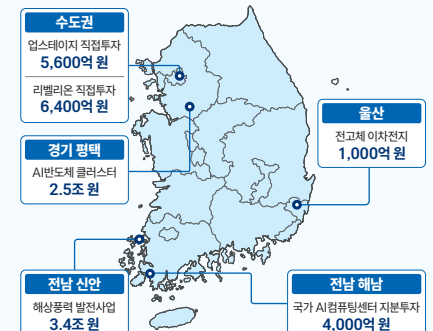 수도권
업스테이지 직접투자
5,600억 원
리벨리온 직접투자
6,400억 원
경기 평택
AI반도체 클러스터
2.5조 원
울산
전고체 이차전지
1,000억 원
전남 신안
해상풍력 발전사업
3.4조 원
전남 해남
국가 AI컴퓨팅센터 지분투자
4,000억 원